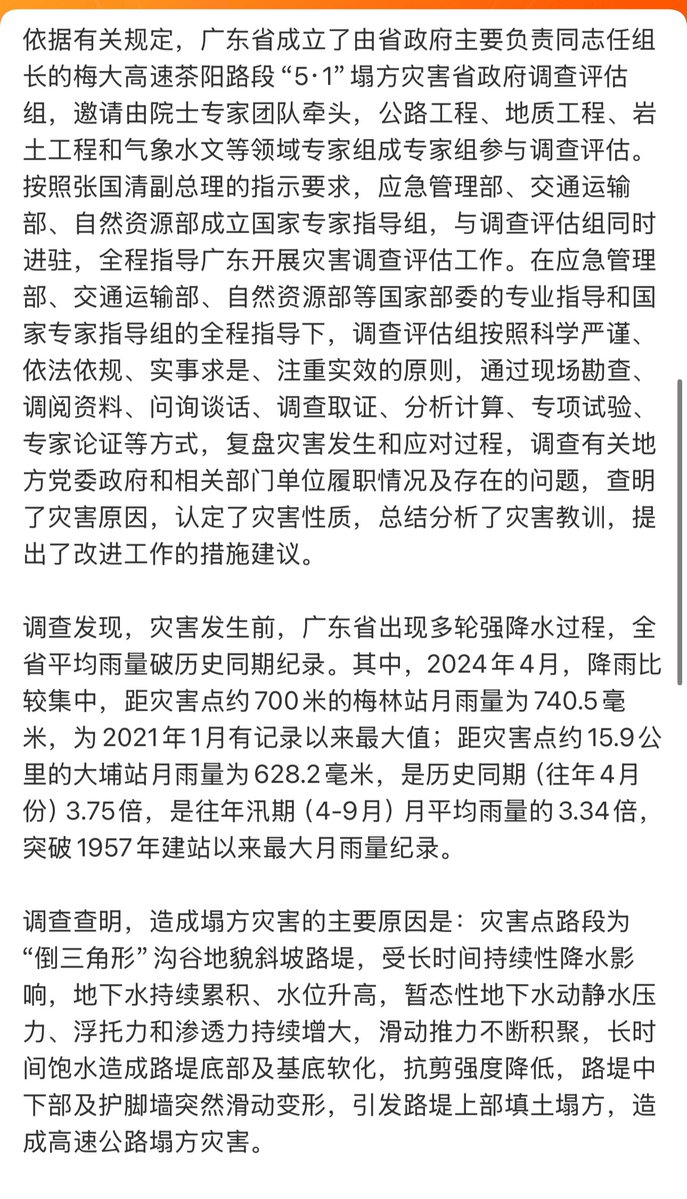 依据有关规定，广东省成立了由省政府主要负责同志任组
长的梅大高速茶阳路段“5·1”塌方灾害省政府调查评估
组，邀请由院士专家团队牵头，公路工程、地质工程、岩
土工程和气象水文等领域专家组成专家组参与调查评估。
按照张国清副总理的指示要求，应急管理部、交通运输
部、自然资源部成立国家专家指导组，与调查评估组同时
进驻，全程指导广东开展灾害调查评估工作。在应急管理
部、交通运输部、自然资源部等国家部委的专业指导和国
家专家指导组的全程指导下，调查评估组按照科学严谨、
依法依规、实事求是、注重实效的原则，通过现场勘查、
调阅资料、问询谈话、调查取证、分析计算、专项试验、
专家论证等方式，复盘灾害发生和应对过程，调查有关地
方党委政府和相关部门单位履职情况及存在的问题，查明
了灾害原因，认定了灾害性质，总结分析了灾害教训，提
出了改进工作的措施建议。
调查发现，灾害发生前，广东省出现多轮强降水过程，全
省平均雨量破历史同期纪录。其中，2024年4月，降雨比
较集中，距灾害点约700米的梅林站月雨量为740.5毫
米，为2021年1月有记录以来最大值；距灾害点约15.9公
里的大埔站月雨量为628.2毫米，是历史同期（往年4月
份）3.75倍，是往年汛期（4-9月）月平均雨量的3.34倍，
突破1957年建站以来最大月雨量纪录。
调查查明，造成塌方灾害的主要原因是：灾害点路段为
“倒三角形”沟谷地貌斜坡路堤，受长时间持续性降水影
响，地下水持续累积、水位升高，暂态性地下水动静水压
力、浮托力和渗透力持续增大，滑动推力不断积聚，长时
间饱水造成路堤底部及基底软化，抗剪强度降低，路堤中
下部及护脚墙突然滑动变形，引发路堤上部填土塌方，造
成高速公路塌方灾害。